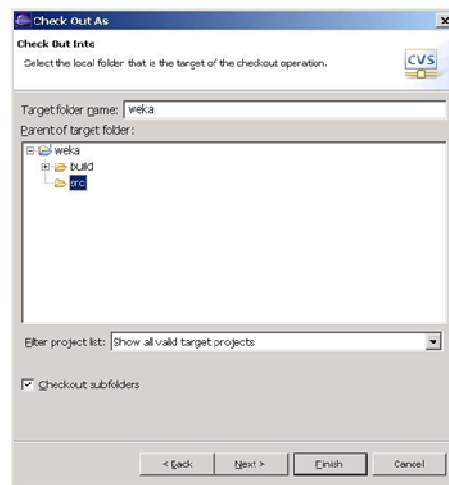 Check Out As
Check Out Into
Select the local folder that is the target of the checkout operation.
CVS
Target folder name: weka
Parent of target folder:
weka
build
src
Filter project list: Show all valid target projects
Checkout subfolders
< Back Next > Finish Cancel